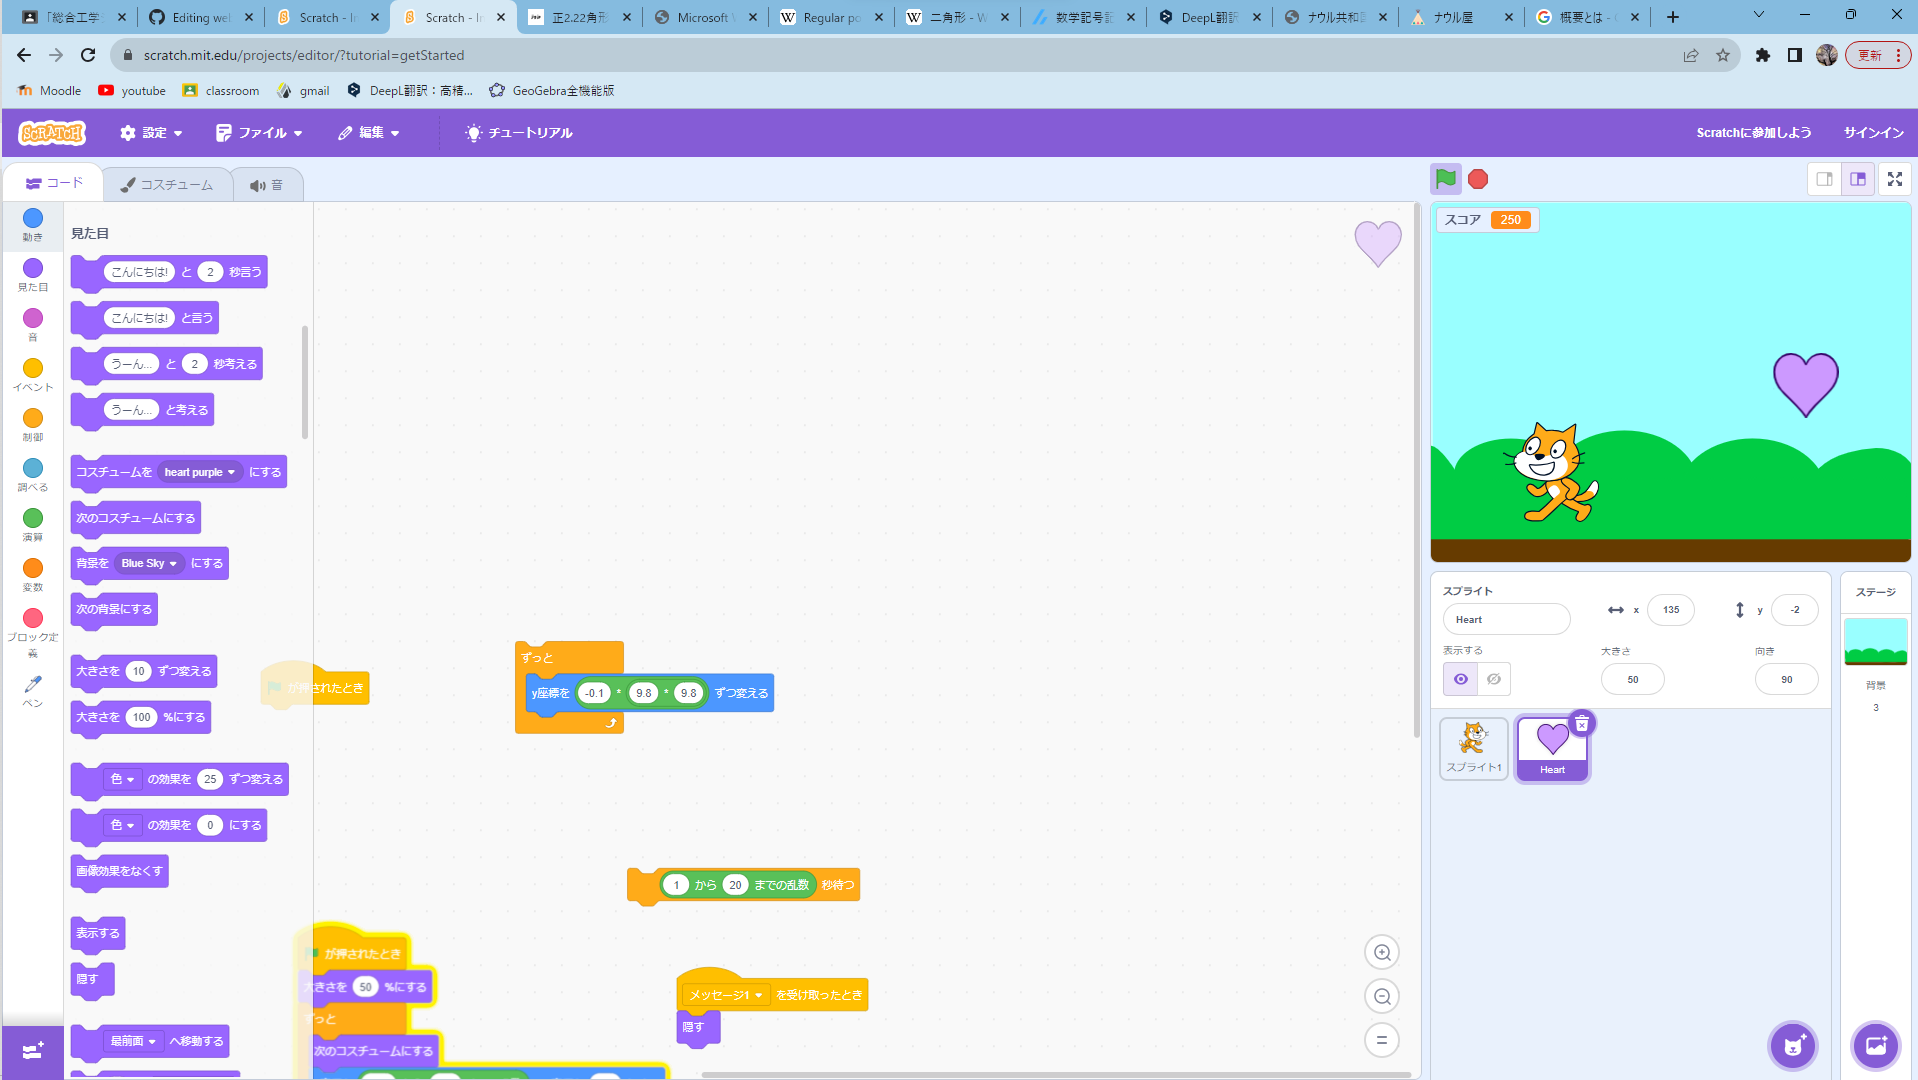 「総合工学
Editing wel
Scratch - In
Scratch - In
正2.22角形
Microsoft V
Regular po
二角形 - W
数学記号記
DeepL翻訳
ナウル共和国
ナウル屋
概要とは - G
scratch.mit.edu/projects/editor/?tutorial=getStarted
更新
Moodle
youtube
classroom
gmail
DeepL翻訳：高精...
GeoGebra全機能版
SCRATCH
設定
ファイル
編集
チュートリアル
Scratchに参加しよう
サインイン
コード
コスチューム
音
動き
見た目
音
イベント
制御
調べる
演算
変数
ブロック定義
ペン
見た目
こんにちは! と 2 秒言う
こんにちは! と言う
うーん... と 2 秒考える
うーん... と考える
コスチュームを heart purple にする
次のコスチュームにする
背景を Blue Sky にする
次の背景にする
大きさを 10 ずつ変える
大きさを 100 %にする
色 の効果を 25 ずつ変える
色 の効果を 0 にする
画像効果をなくす
表示する
隠す
最前面 へ移動する
が押されたとき
ずっと
y座標を -0.1 * 9.8 * 9.8 ずつ変える
1 から 20 までの乱数 秒待つ
が押されたとき
大きさを 50 %にする
ずっと
次のコスチュームにする
メッセージ1 を受け取ったとき
隠す
スコア 250
スプライト
Heart
x 135
y -2
表示する
大きさ
50
向き
90
スプライト1
Heart
ステージ
背景
3